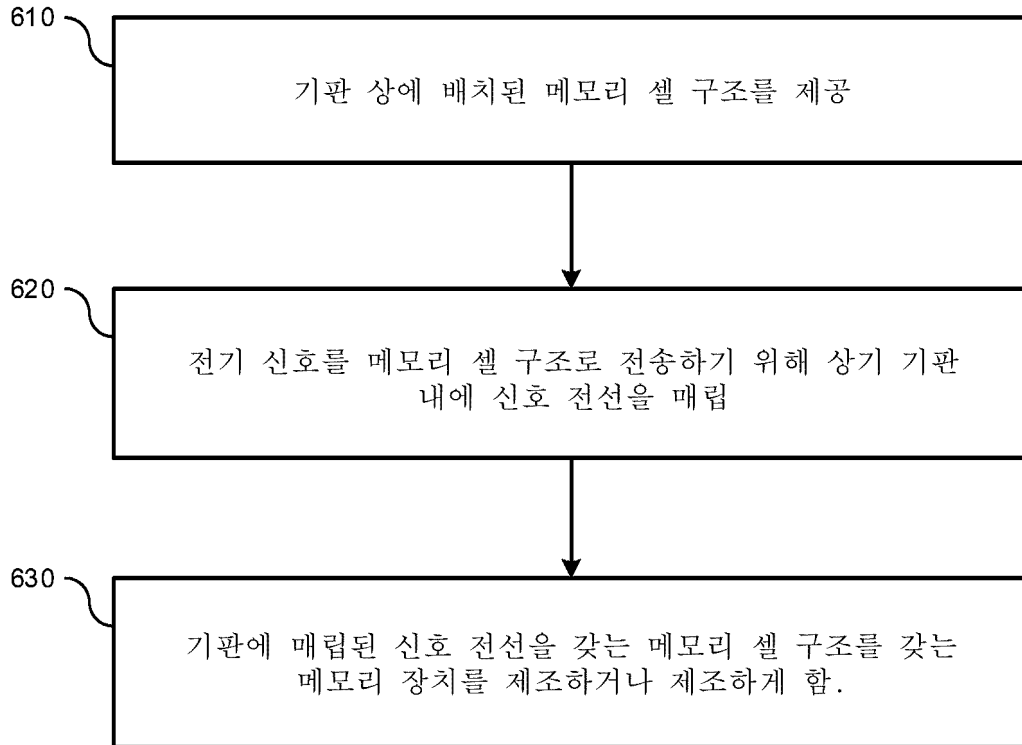 610
기판 상에 배치된 메모리 셀 구조를 제공
620
전기 신호를 메모리 셀 구조로 전송하기 위해 상기 기판
내에 신호 전선을 매립
630
기판에 매립된 신호 전선을 갖는 메모리 셀 구조를 갖는
메모리 장치를 제조하거나 제조하게 함.